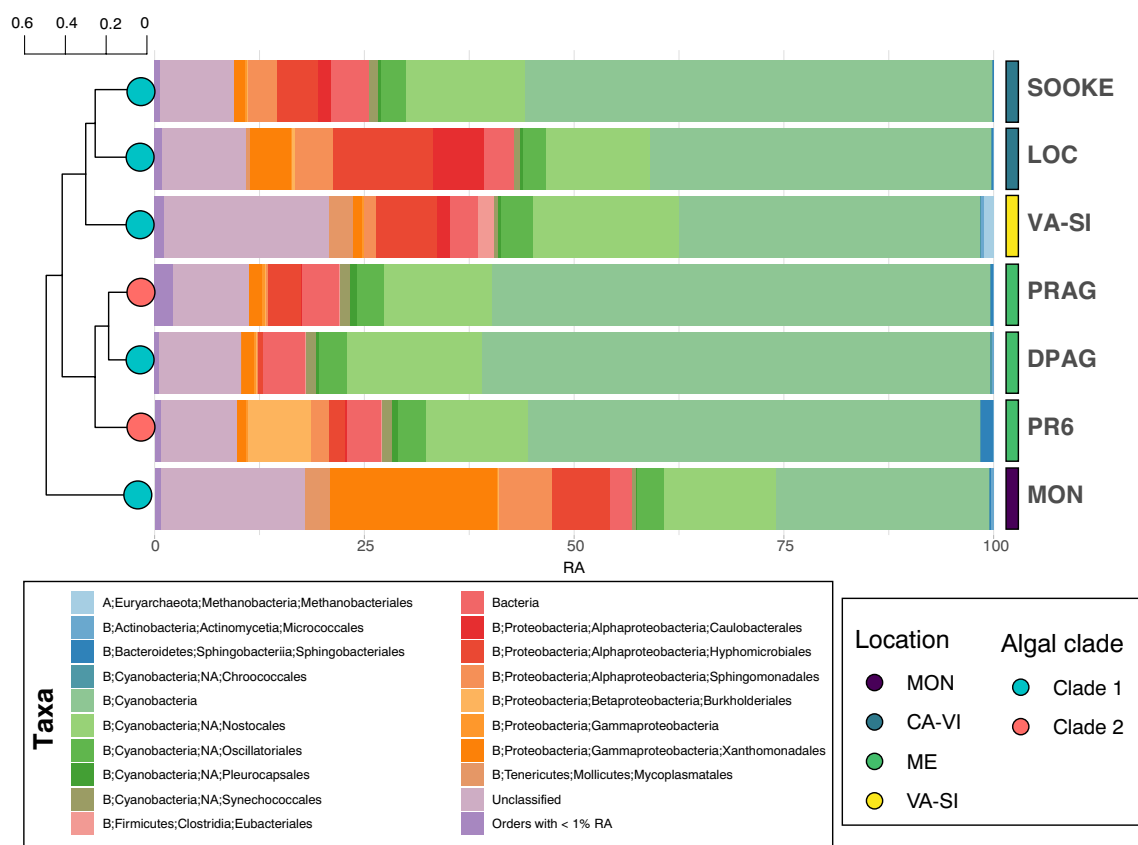 0.6 0.4 0.2 0
SOOKE
LOC
VA-SI
PRAG
DPAG
PR6
MON
0 25 50 75 100
RA
Taxa
A;Euryarchaeota;Methanobacteria;Methanobacteriales
B;Actinobacteria;Actinomycetia;Micrococcales
B;Bacteroidetes;Sphingobacteriia;Sphingobacteriales
B;Cyanobacteria;NA;Chroococcales
B;Cyanobacteria
B;Cyanobacteria;NA;Nostocales
B;Cyanobacteria;NA;Oscillatoriales
B;Cyanobacteria;NA;Pleurocapsales
B;Cyanobacteria;NA;Synechococcales
B;Firmicutes;Clostridia;Eubacteriales
Bacteria
B;Proteobacteria;Alphaproteobacteria;Caulobacterales
B;Proteobacteria;Alphaproteobacteria;Hyphomicrobiales
B;Proteobacteria;Alphaproteobacteria;Sphingomonadales
B;Proteobacteria;Betaproteobacteria;Burkholderiales
B;Proteobacteria;Gammaproteobacteria
B;Proteobacteria;Gammaproteobacteria;Xanthomonadales
B;Tenericutes;Mollicutes;Mycoplasmatales
Unclassified
Orders with < 1% RA
Location
MON
CA-VI
ME
VA-SI
Algal clade
Clade 1
Clade 2